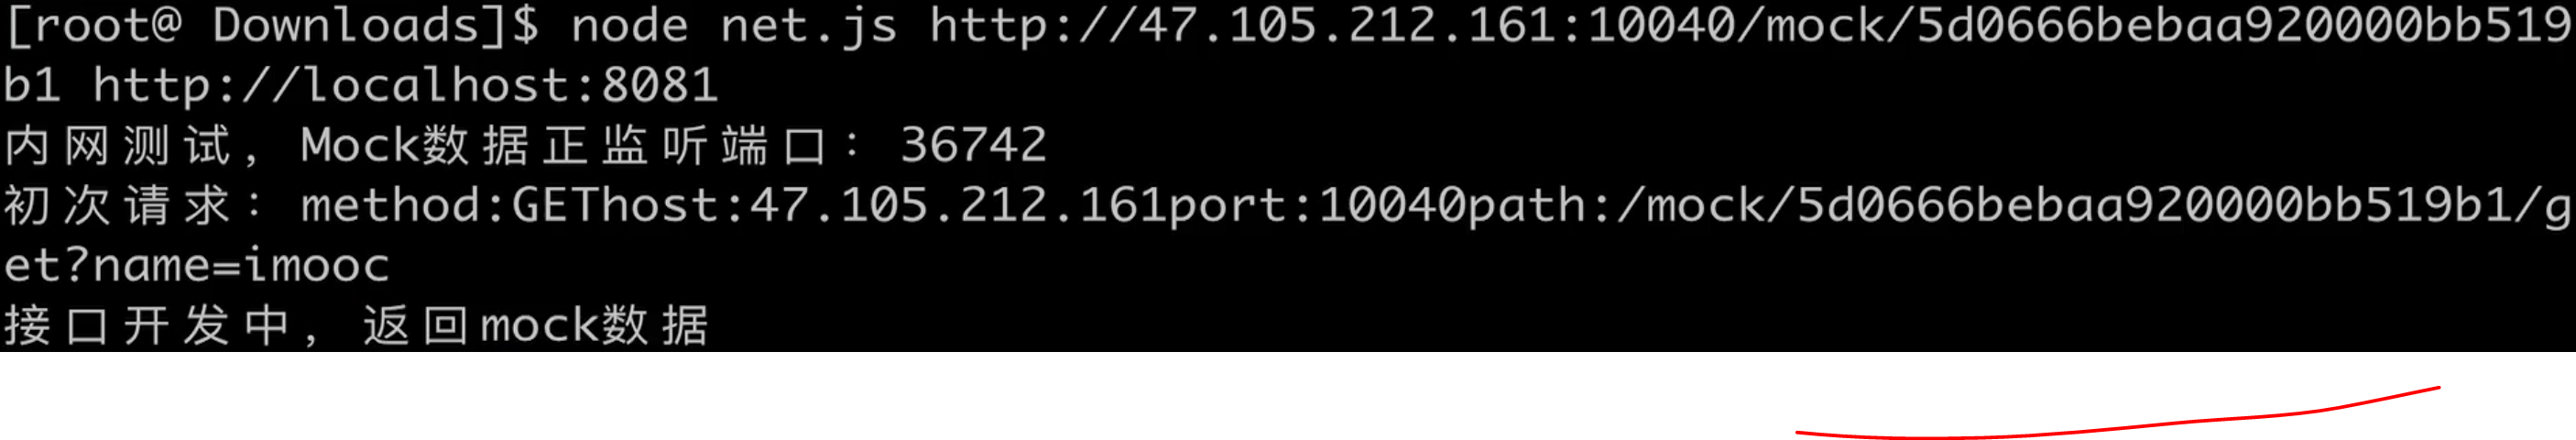 [root@ Downloads]$ node net.js http://47.105.212.161:10040/mock/5d0666bebaa920000bb519
b1 http://localhost:8081
内网测试，Mock数据正监听端口：36742
初次请求：method:GEThost:47.105.212.161port:10040path:/mock/5d0666bebaa920000bb519b1/g
et?name=imooc
接口开发中，返回mock数据